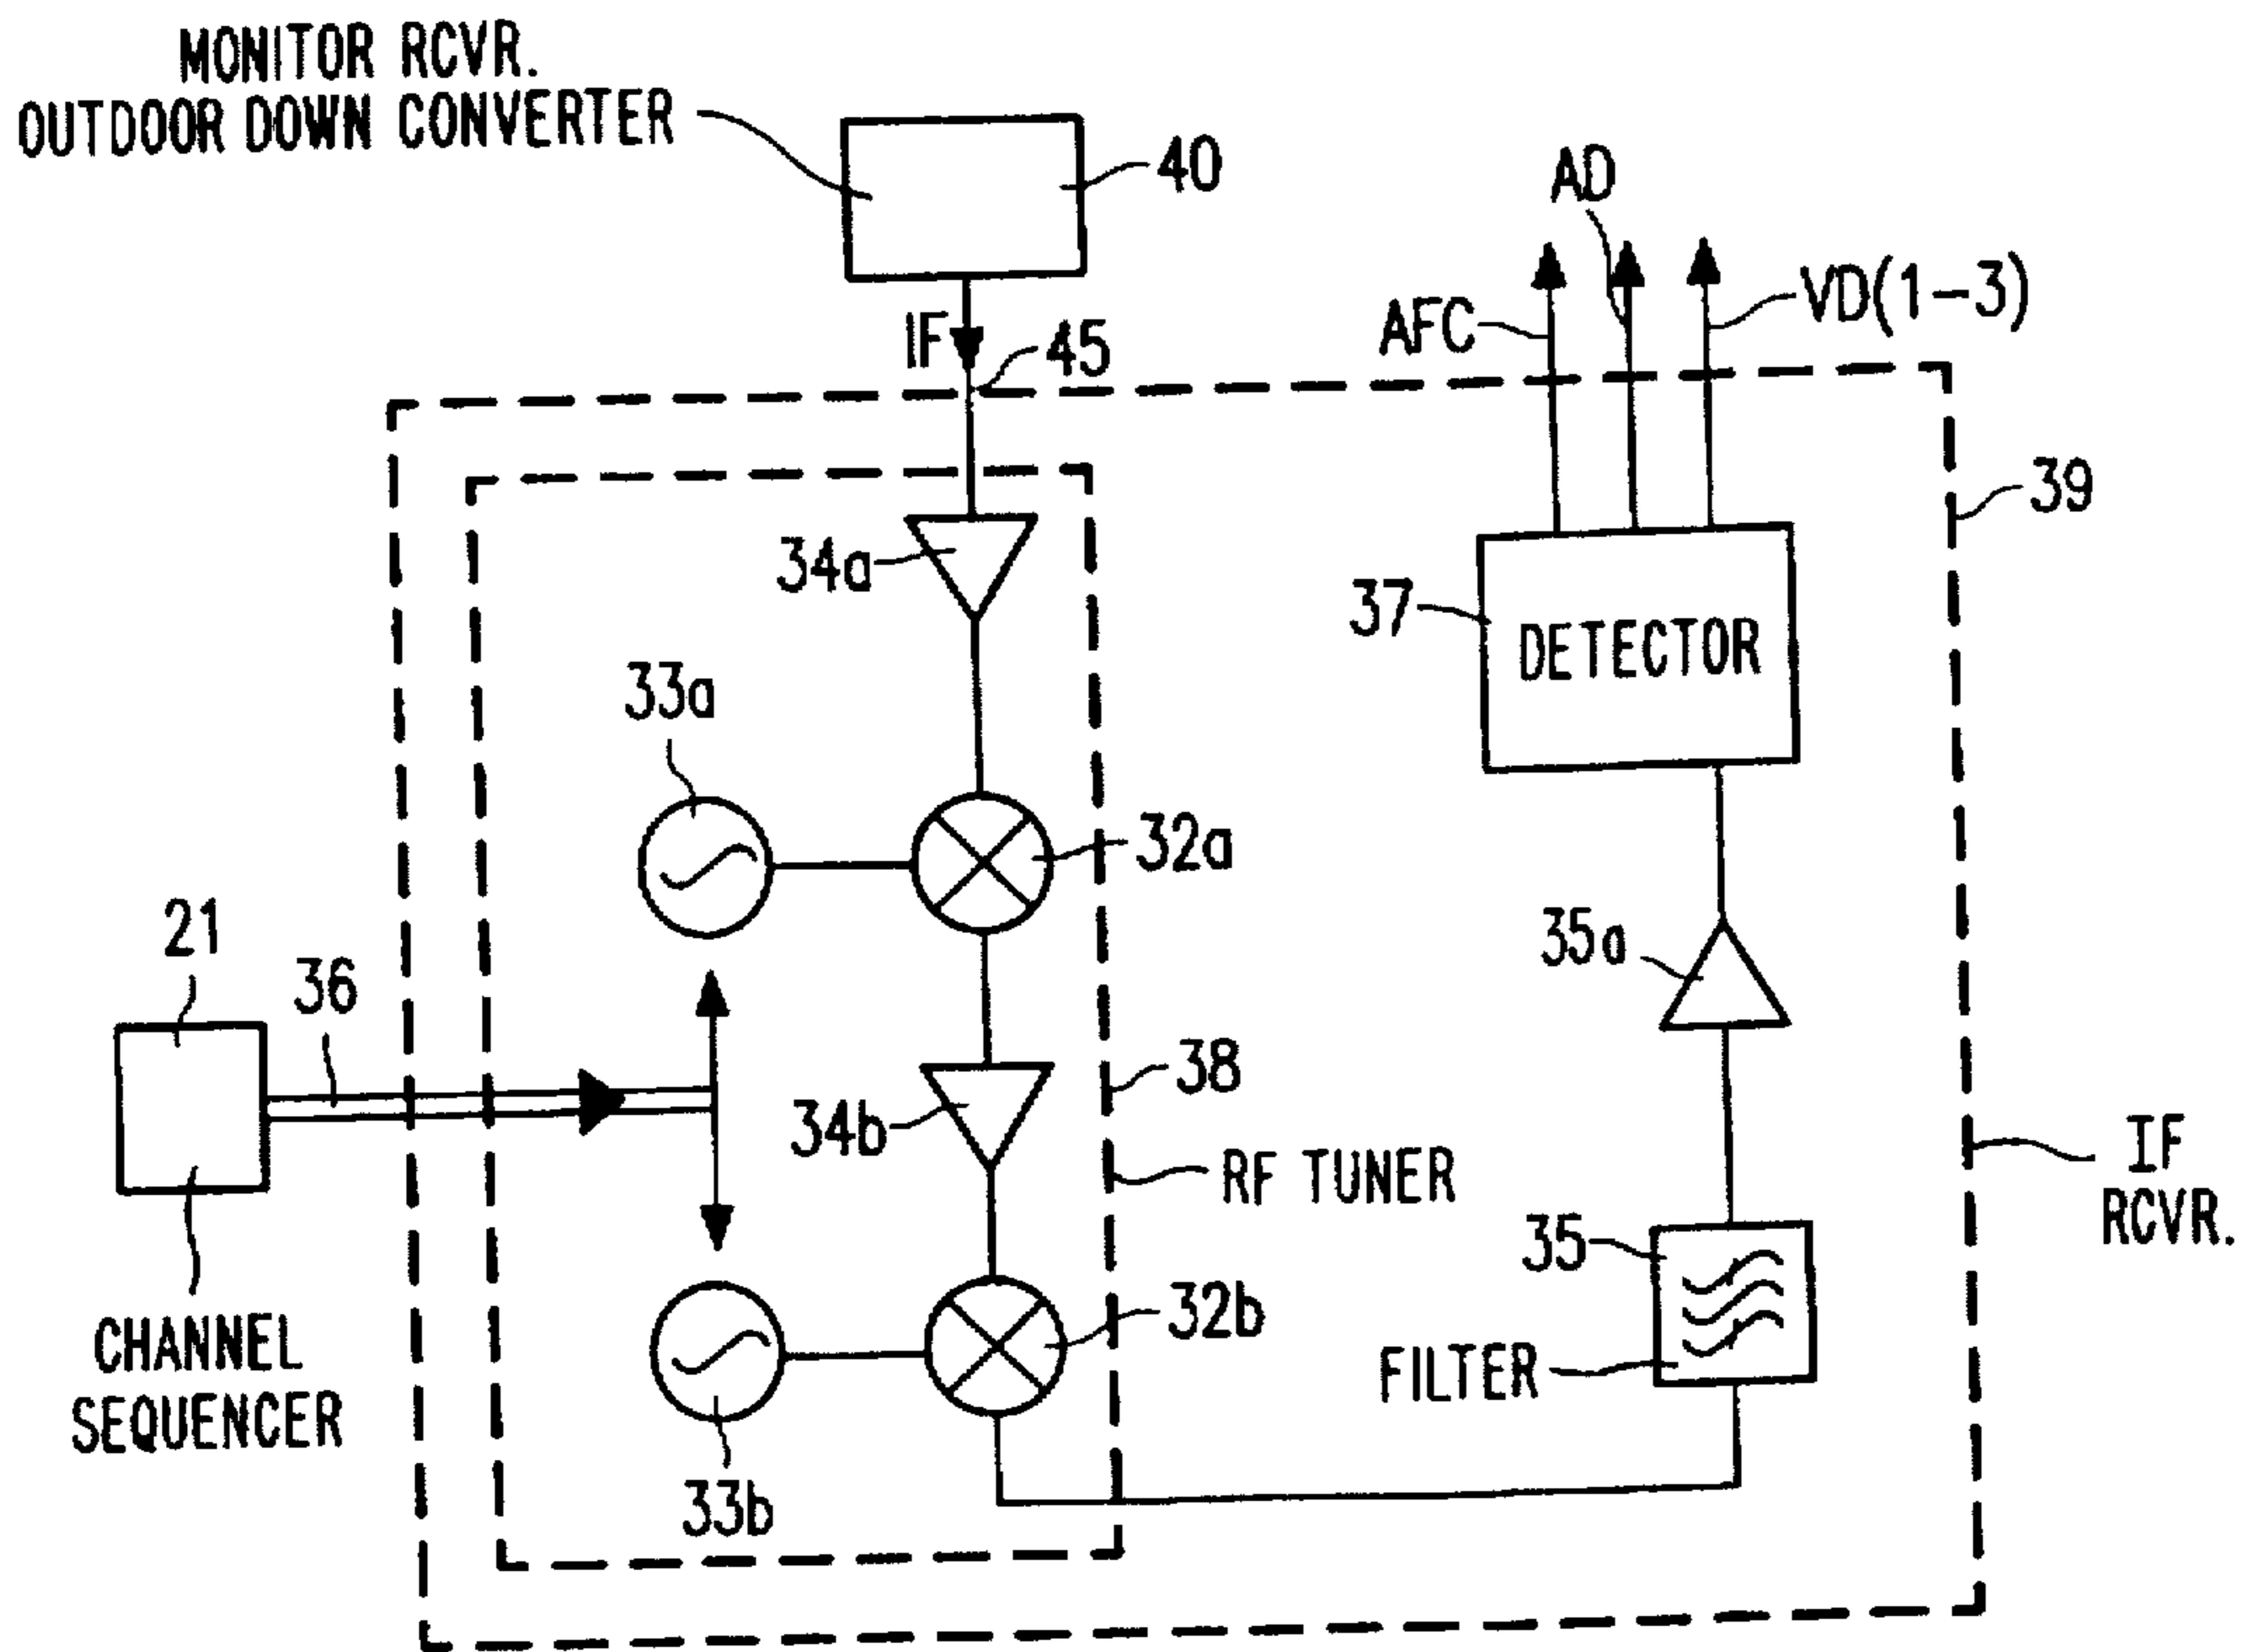 MONITOR RCVR.
OUTDOOR DOWN CONVERTER
40
AD
IF
45
AFC
VD(1-3)
39
34a
37
DETECTOR
33a
32a
21
36
35a
38
34b
RF TUNER
IF
RCVR.
35
32b
FILTER
CHANNEL
SEQUENCER
33b